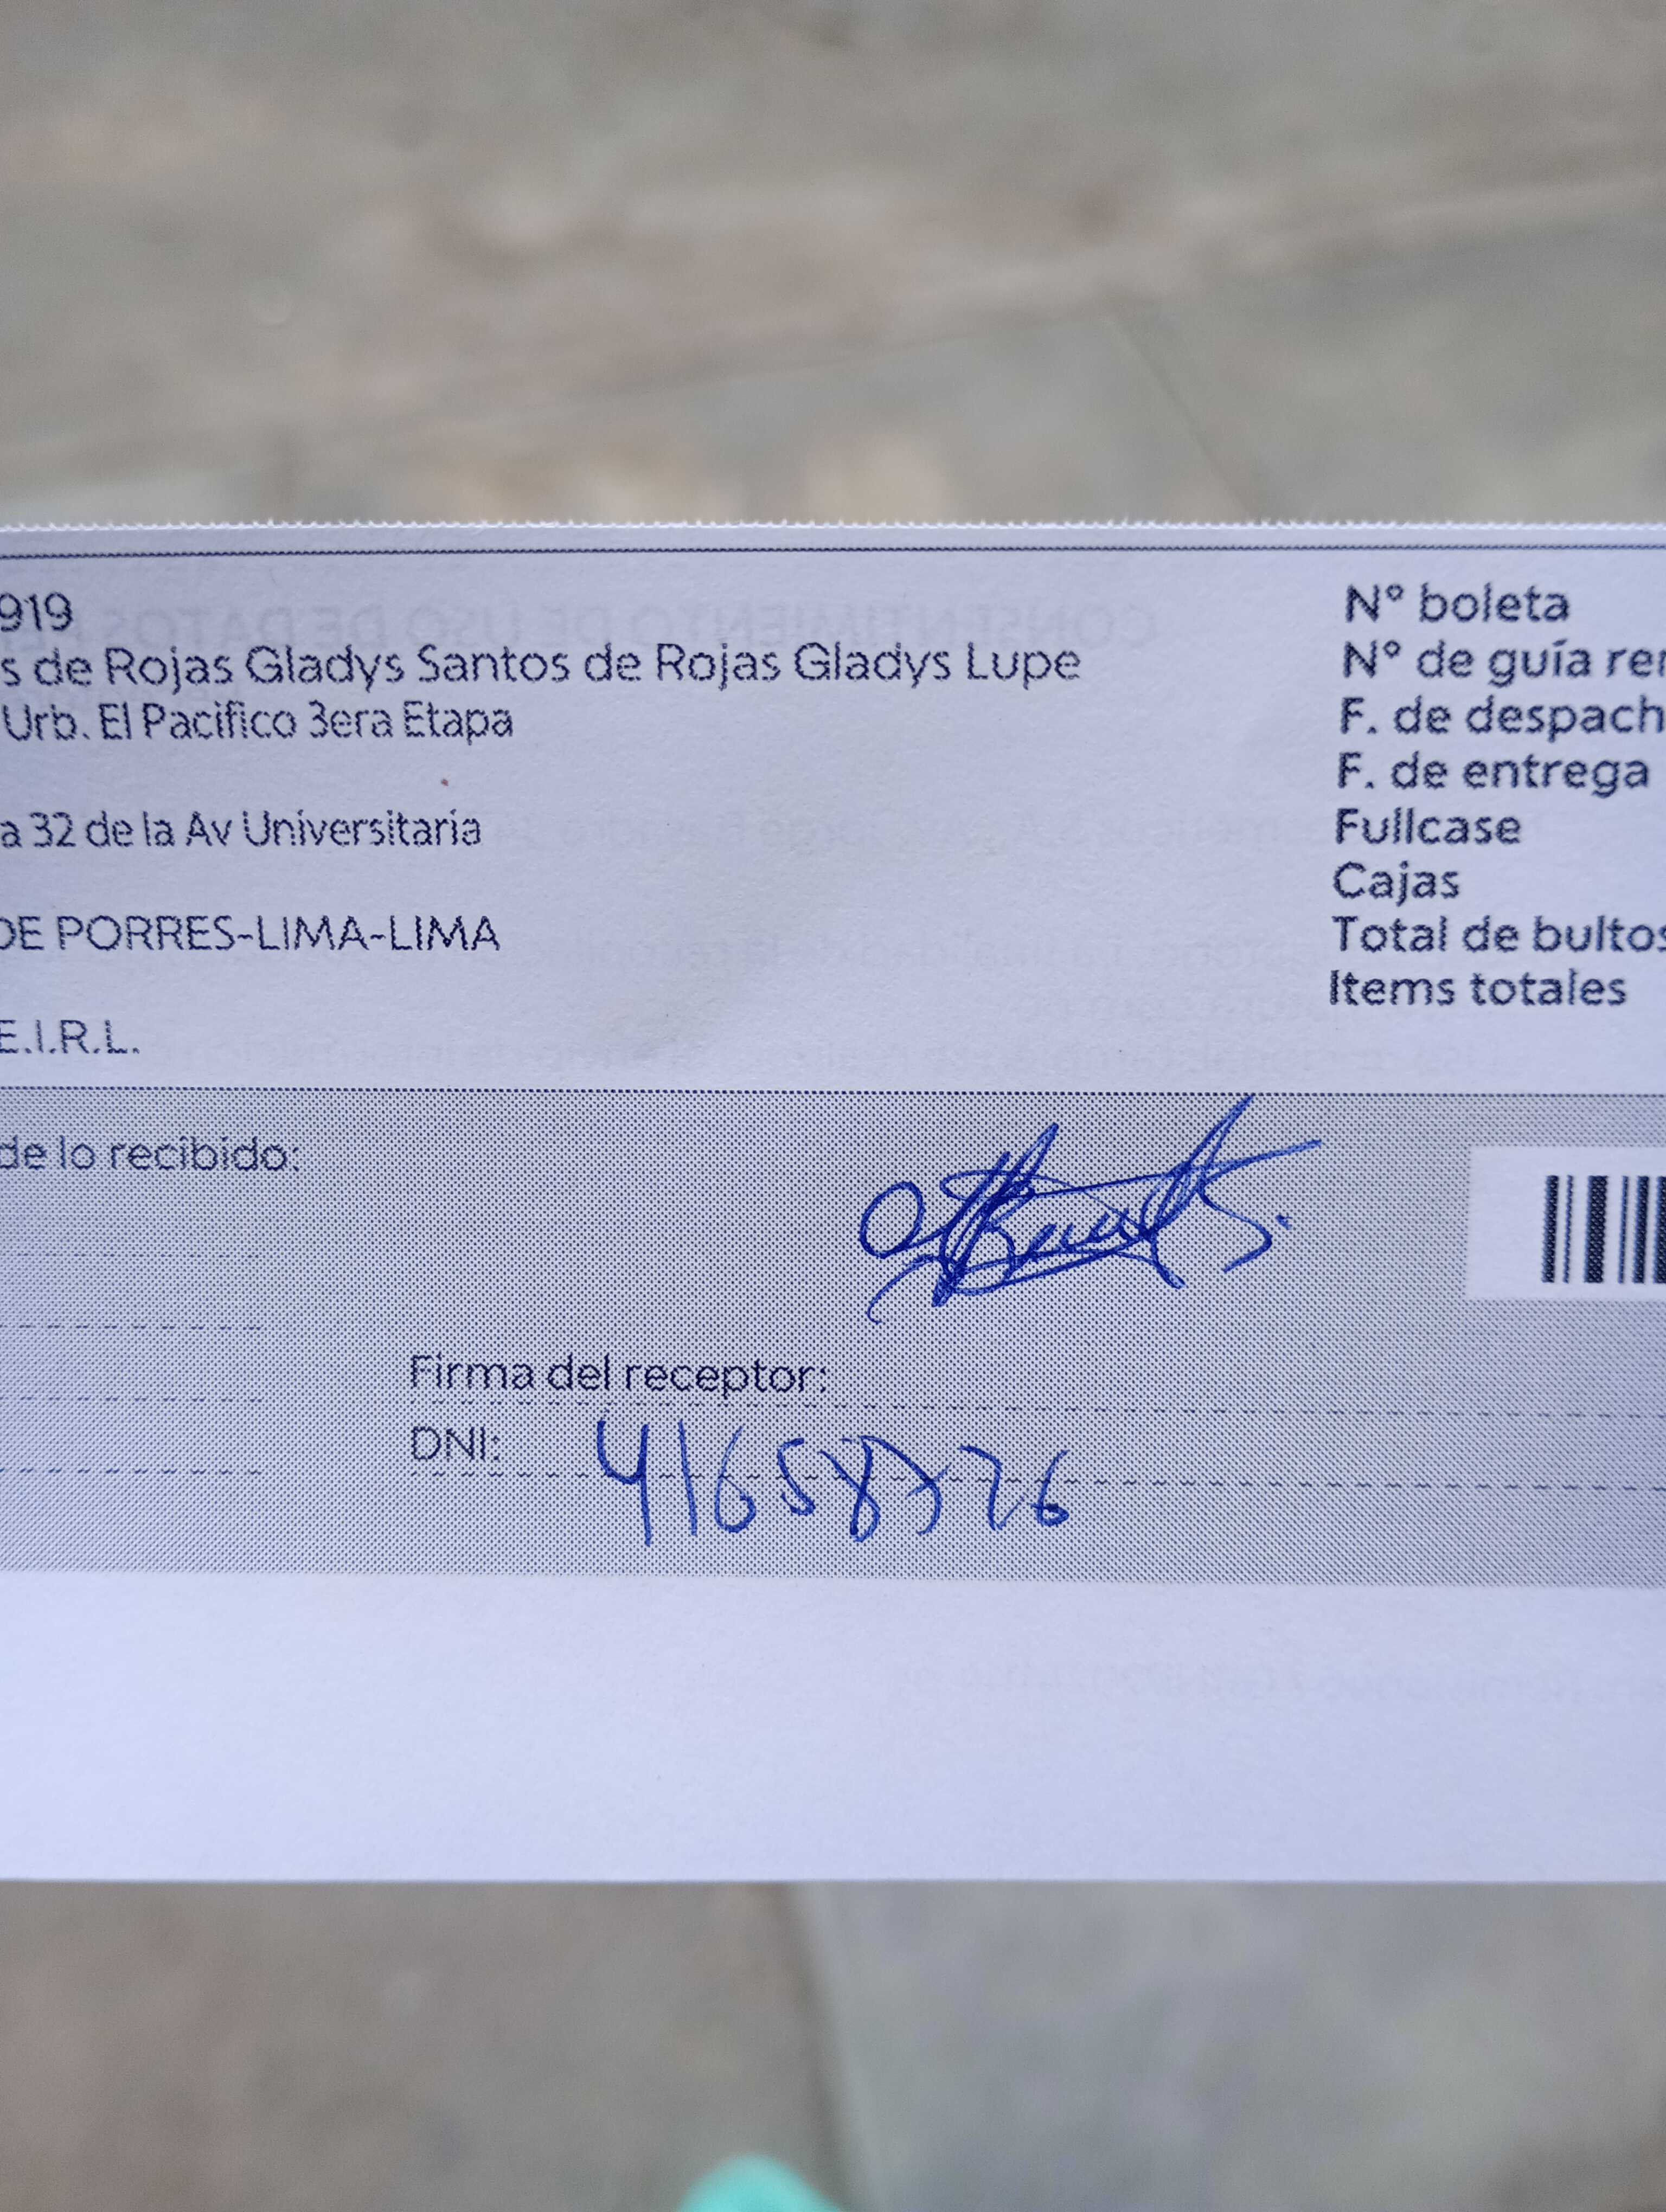 919
s de Rojas Gladys Santos de Rojas Gladys Lupe
Urb. El Pacifico 3era Etapa
a 32 de la Av Universitaria
DE PORRES-LIMA-LIMA
E.I.R.L.
N° boleta
N° de guía rem
F. de despach
F. de entrega
Fullcase
Cajas
Total de bultos
Items totales
de lo recibido:
Firma del receptor:
DNI: 41658726